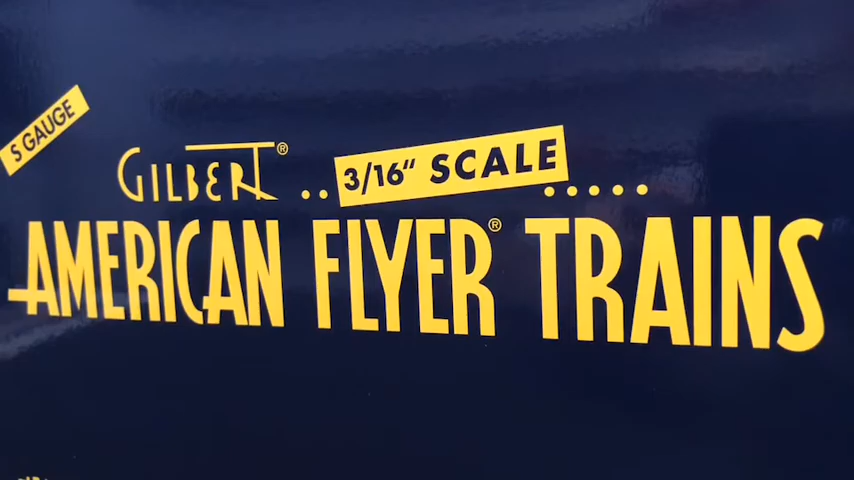 S GAUGE
GILBERT® .. 3/16" SCALE .....
AMERICAN FLYER® TRAINS